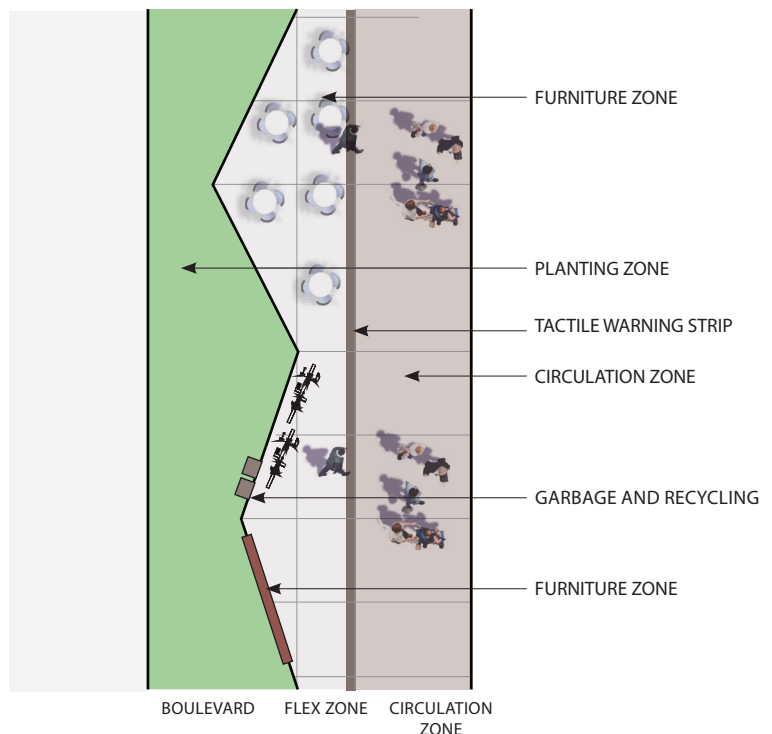 FURNITURE ZONE
PLANTING ZONE
TACTILE WARNING STRIP
CIRCULATION ZONE
GARBAGE AND RECYCLING
FURNITURE ZONE
BOULEVARD
FLEX ZONE
CIRCULATION
ZONE